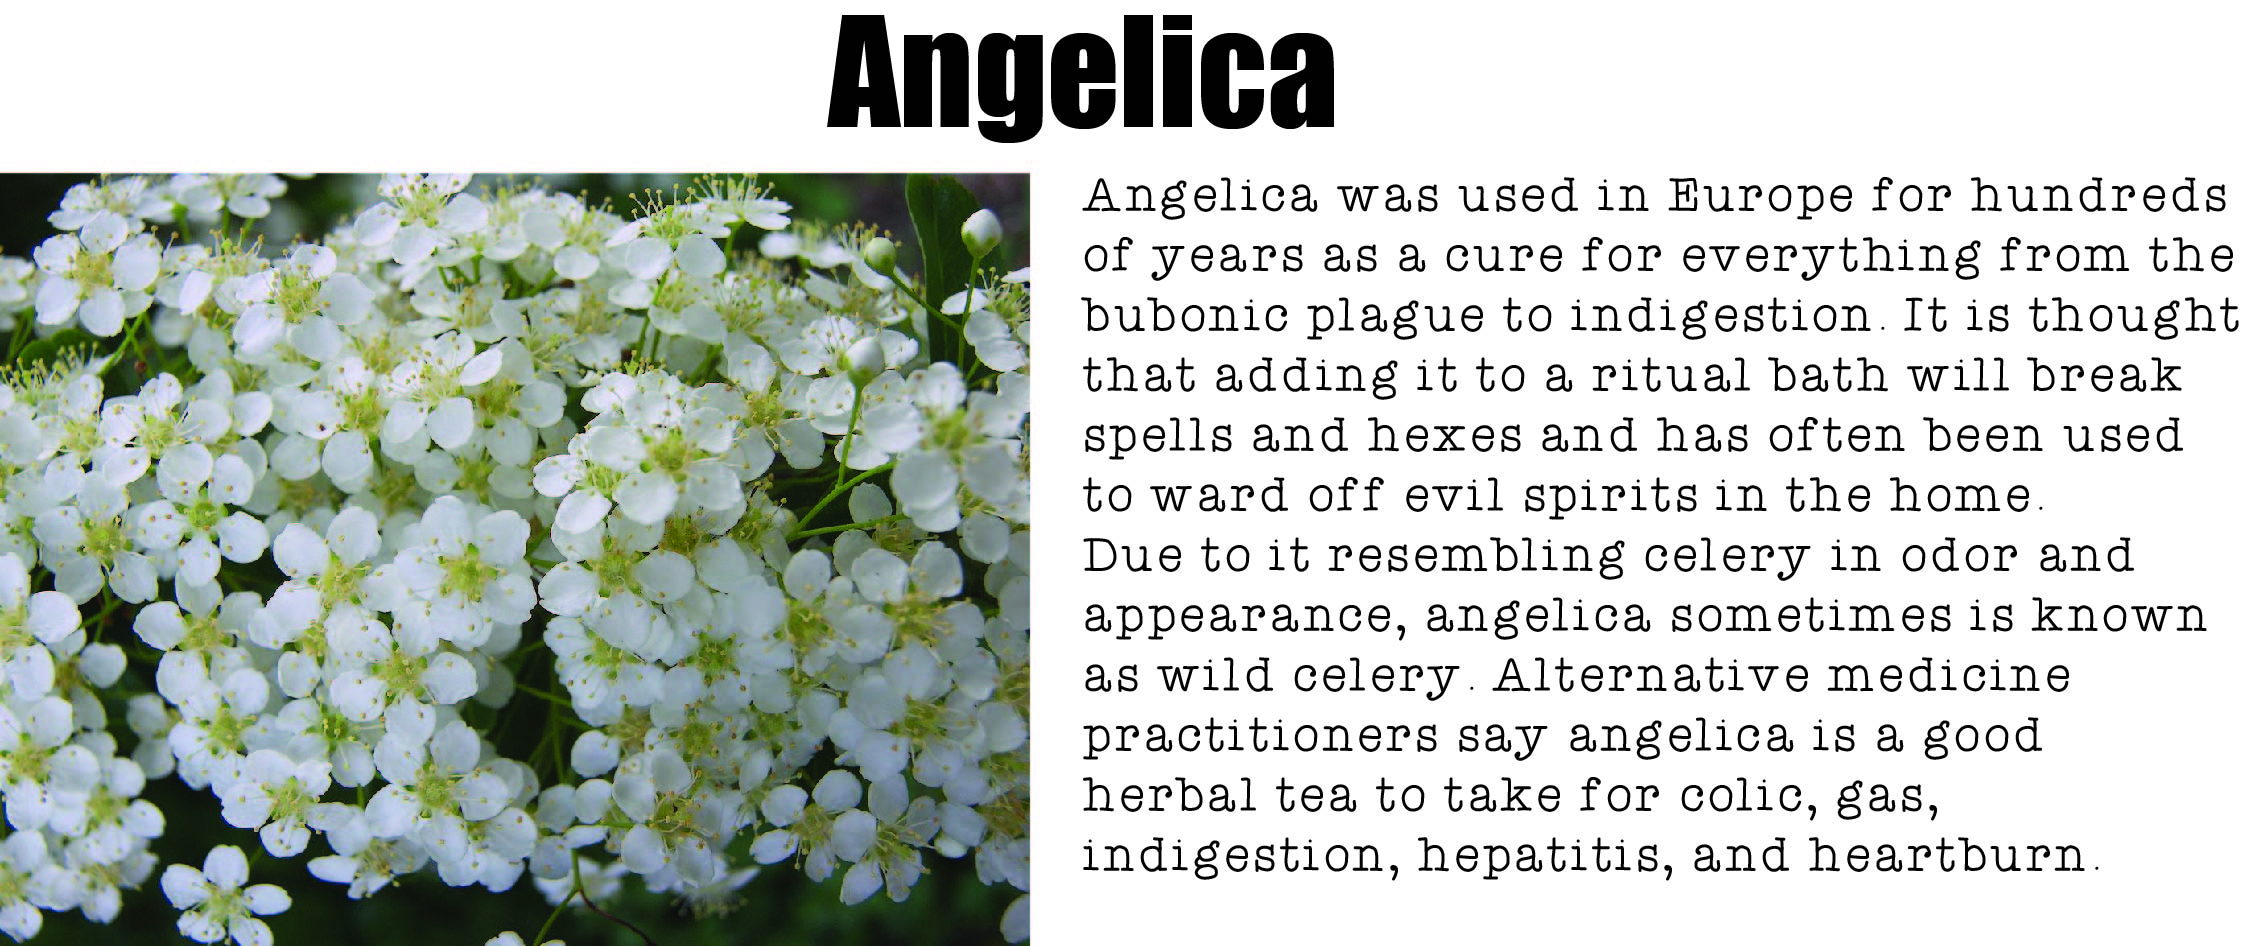 Angelica
Angelica was used in Europe for hundreds
of years as a cure for everything from the
bubonic plague to indigestion. It is thought
that adding it to a ritual bath will break
spells and hexes and has often been used
to ward off evil spirits in the home.
Due to it resembling celery in odor and
appearance, angelica sometimes is known
as wild celery. Alternative medicine
practitioners say angelica is a good
herbal tea to take for colic, gas,
indigestion, hepatitis, and heartburn.